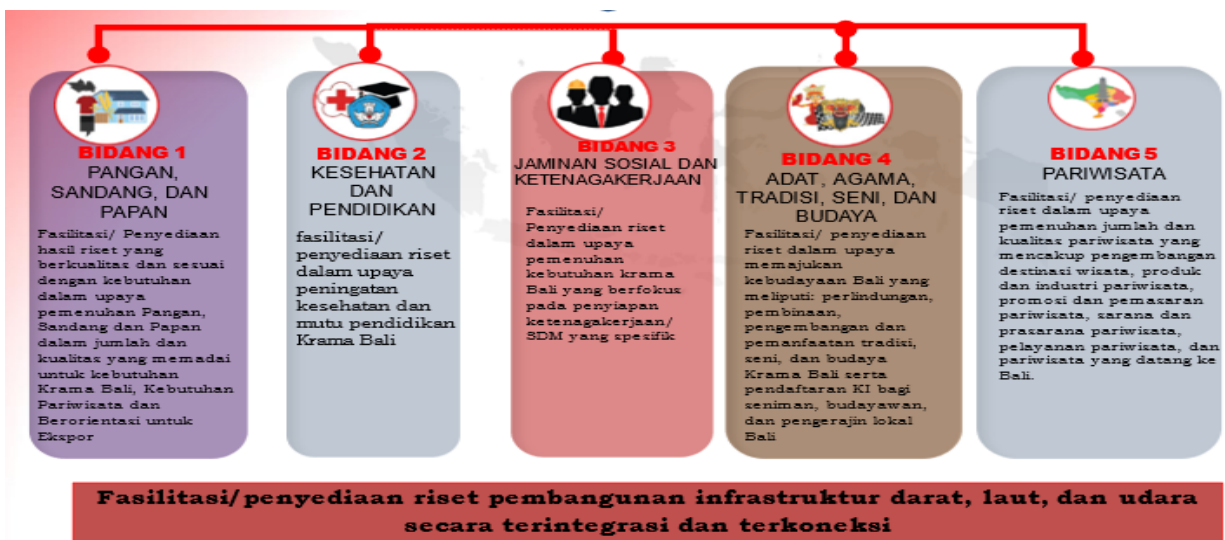 BIDANG 1
PANGAN,
SANDANG, DAN
PAPAN
Fasilitasi/ Penyediaan
hasil riset yang
berkualitas dan sesuai
dengan kebutuhan
dalam upaya
pemenuhan Pangan,
Sandang dan Papan
dalam jumlah dan
kualitas yang memadai
untuk kebutuhan
Krama Bali, Kebutuhan
Pariwisata dan
Berorientasi untuk
Ekspor
BIDANG 2
KESEHATAN
DAN
PENDIDIKAN
fasilitasi/
penyediaan riset
dalam upaya
peningatan
kesehatan dan
mutu pendidikan
Krama Bali
BIDANG 3
JAMINAN SOSIAL DAN
KETENAGAKERJAAN
Fasilitasi/
Penyediaan riset
dalam upaya
pemenuhan
kebutuhan krama
Bali yang berfokus
pada penyiapan
ketenagakerjaan/
SDM yang spesifik
BIDANG 4
ADAT, AGAMA,
TRADISI, SENI, DAN
BUDAYA
Fasilitasi/ penyediaan
riset dalam upaya
memajukan
kebudayaan Bali yang
meliputi: perlindungan,
pembinaan,
pengembangan dan
pemanfaatan tradisi,
seni, dan budaya
Krama Bali serta
pendaftaran KI bagi
seniman, budayawan,
dan pengerajin lokal
Bali
BIDANG 5
PARIWISATA
Fasilitasi/ penyediaan
riset dalam upaya
pemenuhan jumlah dan
kualitas pariwisata yang
mencakup pengembangan
destinasi wisata, produk
dan industri pariwisata,
promosi dan pemasaran
pariwisata, sarana dan
prasarana pariwisata,
pelayanan pariwisata, dan
pariwisata yang datang ke
Bali.
Fasilitasi/penyediaan riset pembangunan infrastruktur darat, laut, dan udara
secara terintegrasi dan terkoneksi